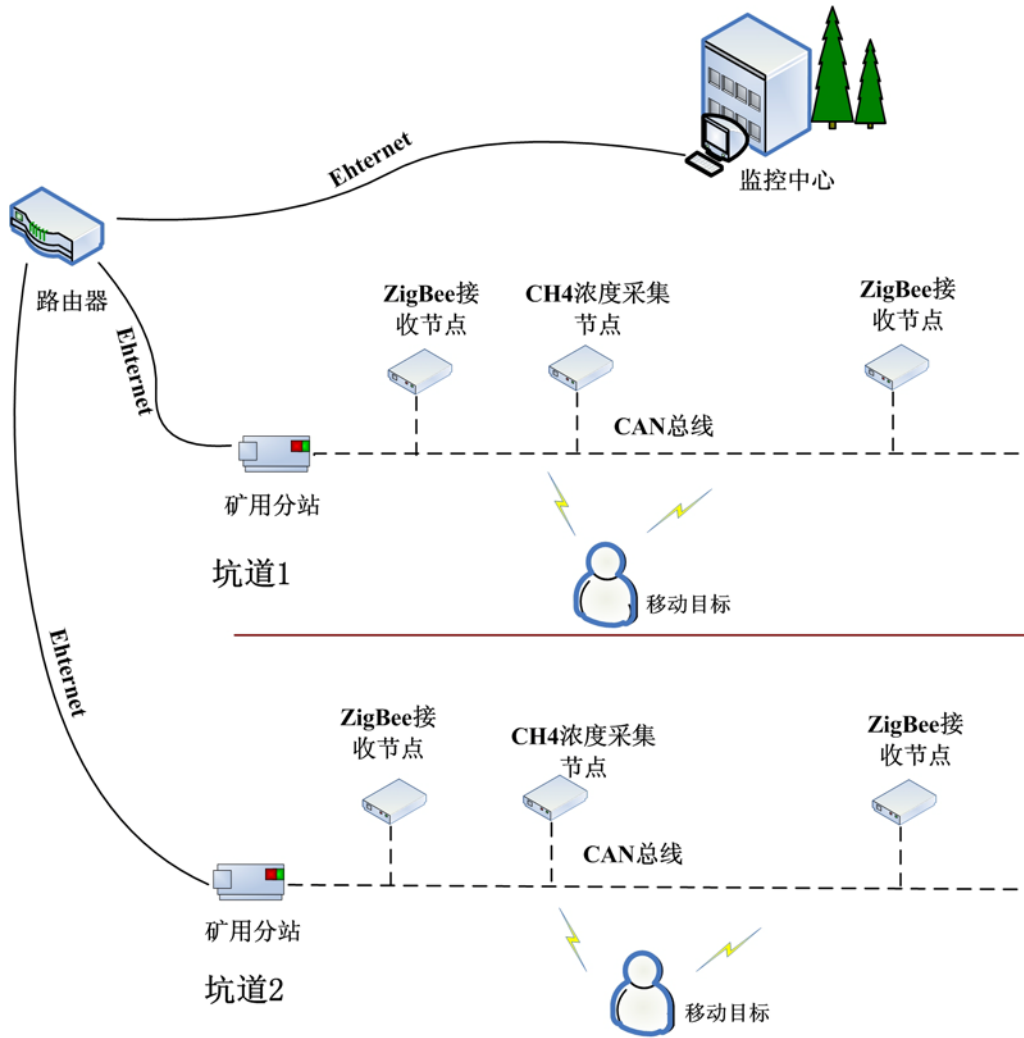 Ehternet
监控中心
路由器
ZigBee接
收节点
CH4浓度采集
节点
ZigBee接
收节点
Ehternet
CAN总线
矿用分站
坑道1
移动目标
Ehternet
ZigBee接
收节点
CH4浓度采集
节点
ZigBee接
收节点
CAN总线
矿用分站
坑道2
移动目标